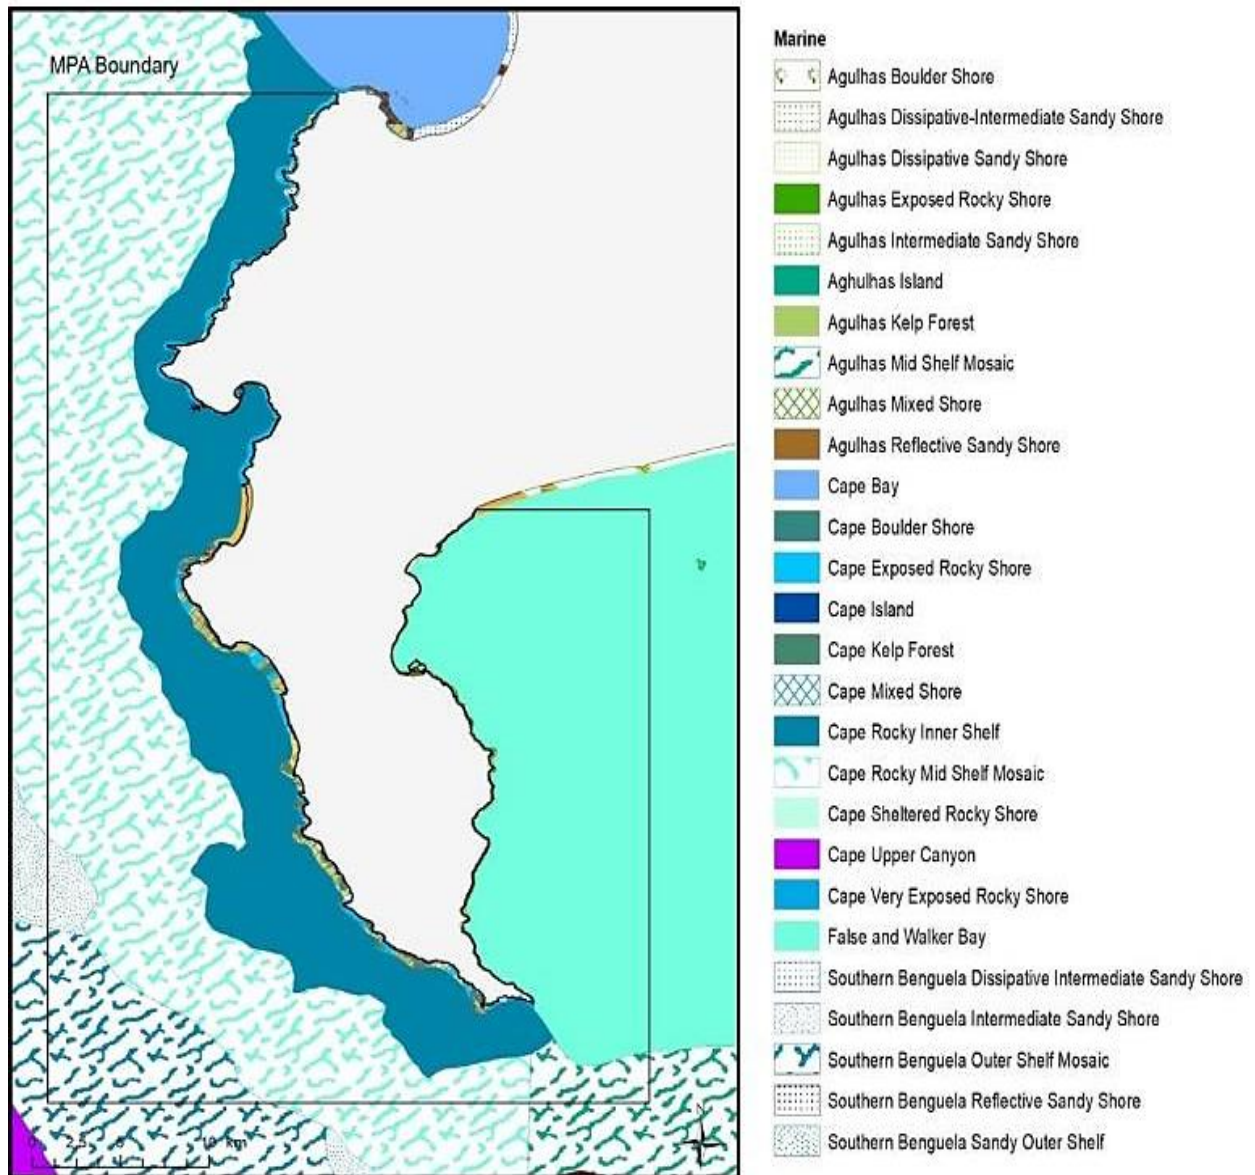 MPA Boundary
2,5
10 km
N
Marine
Agulhas Boulder Shore
Agulhas Dissipative-Intermediate Sandy Shore
Agulhas Dissipative Sandy Shore
Agulhas Exposed Rocky Shore
Agulhas Intermediate Sandy Shore
Aghulhas Island
Agulhas Kelp Forest
Agulhas Mid Shelf Mosaic
Agulhas Mixed Shore
Agulhas Reflective Sandy Shore
Cape Bay
Cape Boulder Shore
Cape Exposed Rocky Shore
Cape Island
Cape Kelp Forest
Cape Mixed Shore
Cape Rocky Inner Shelf
Cape Rocky Mid Shelf Mosaic
Cape Sheltered Rocky Shore
Cape Upper Canyon
Cape Very Exposed Rocky Shore
False and Walker Bay
Southern Benguela Dissipative Intermediate Sandy Shore
Southern Benguela Intermediate Sandy Shore
Southern Benguela Outer Shelf Mosaic
Southern Benguela Reflective Sandy Shore
Southern Benguela Sandy Outer Shelf